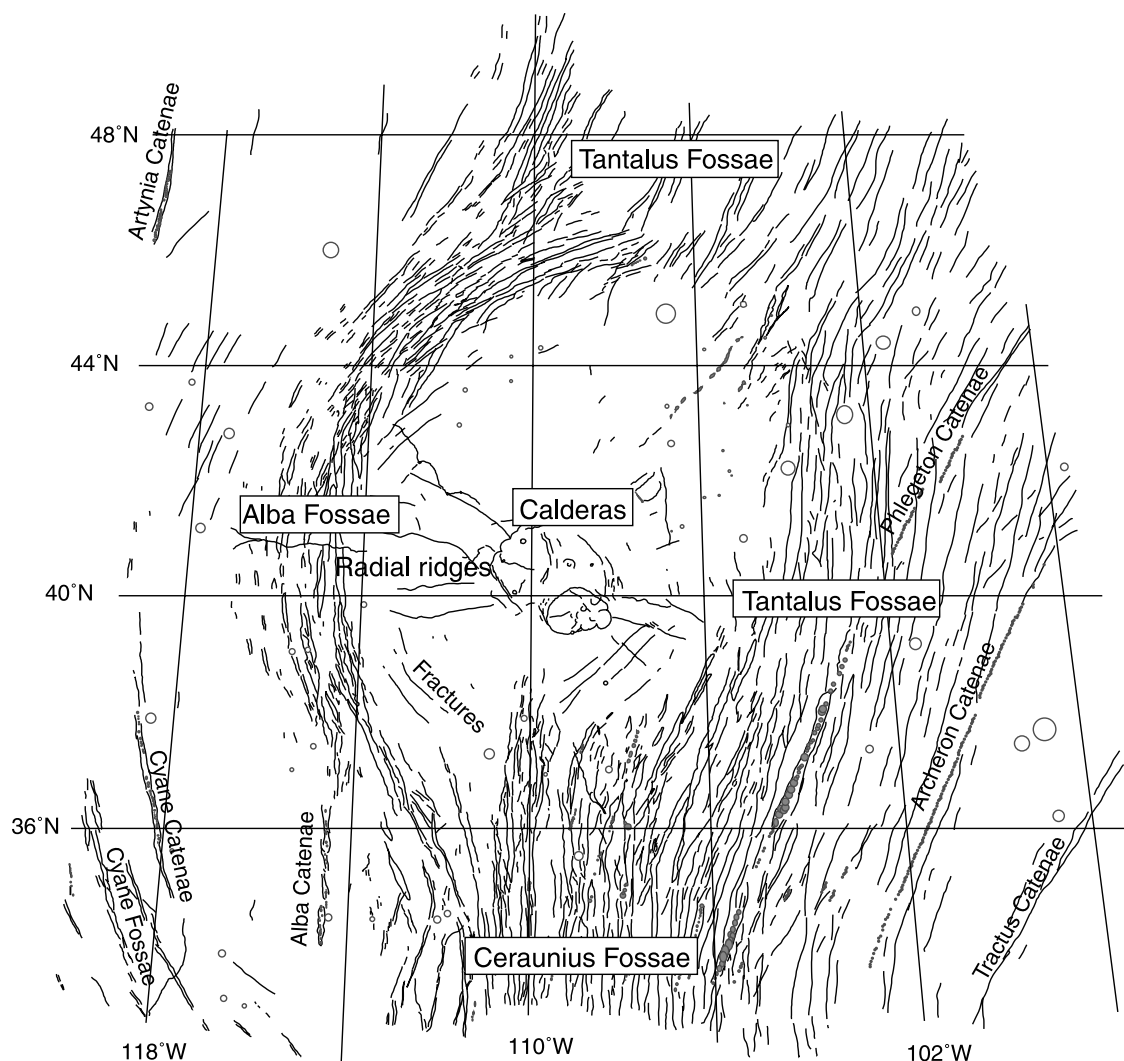 48˚N
Artynia Catenae
Tantalus Fossae
44˚N
Phlegeton Catenae
Alba Fossae
Calderas
Radial ridges
40˚N
Tantalus Fossae
Fractures
Archeron Catenae
Cyane Catenae
36˚N
Alba Catenae
Cyane Fossae
Ceraunius Fossae
Tractus Catenae
118˚W
110˚W
102˚W